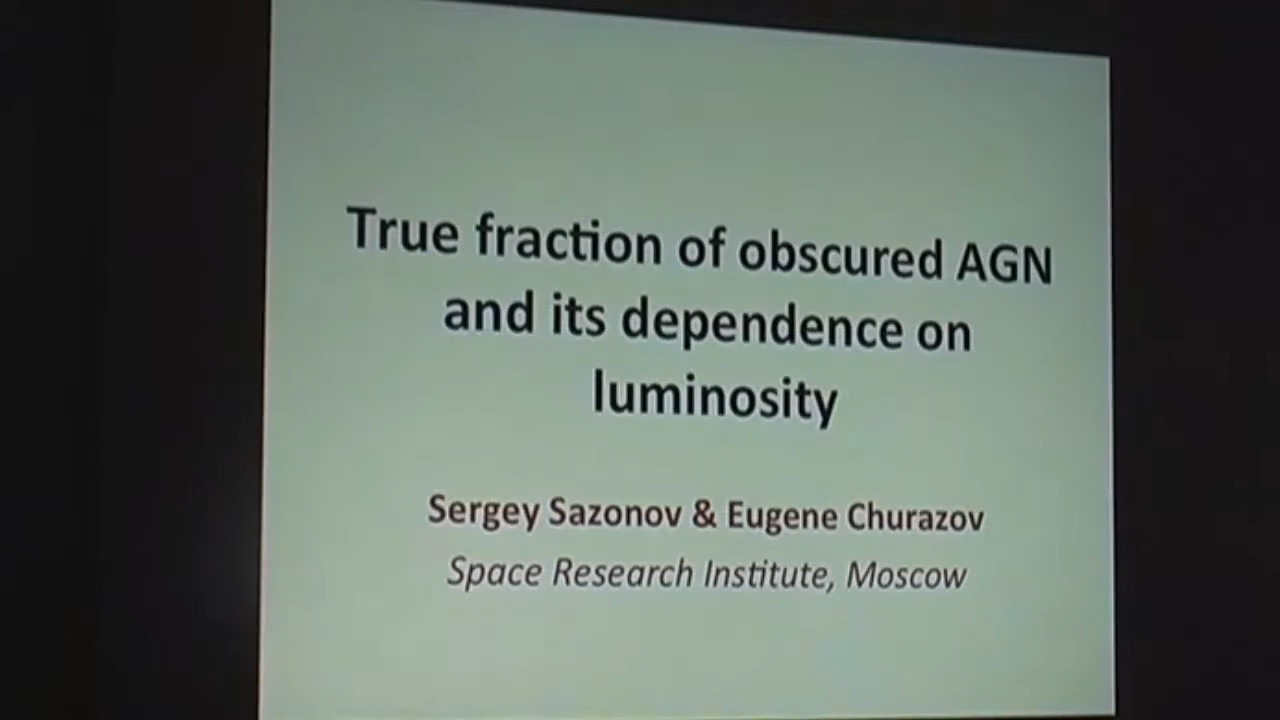 True fraction of obscured AGN
and its dependence on
luminosity
Sergey Sazonov & Eugene Churazov
Space Research Institute, Moscow